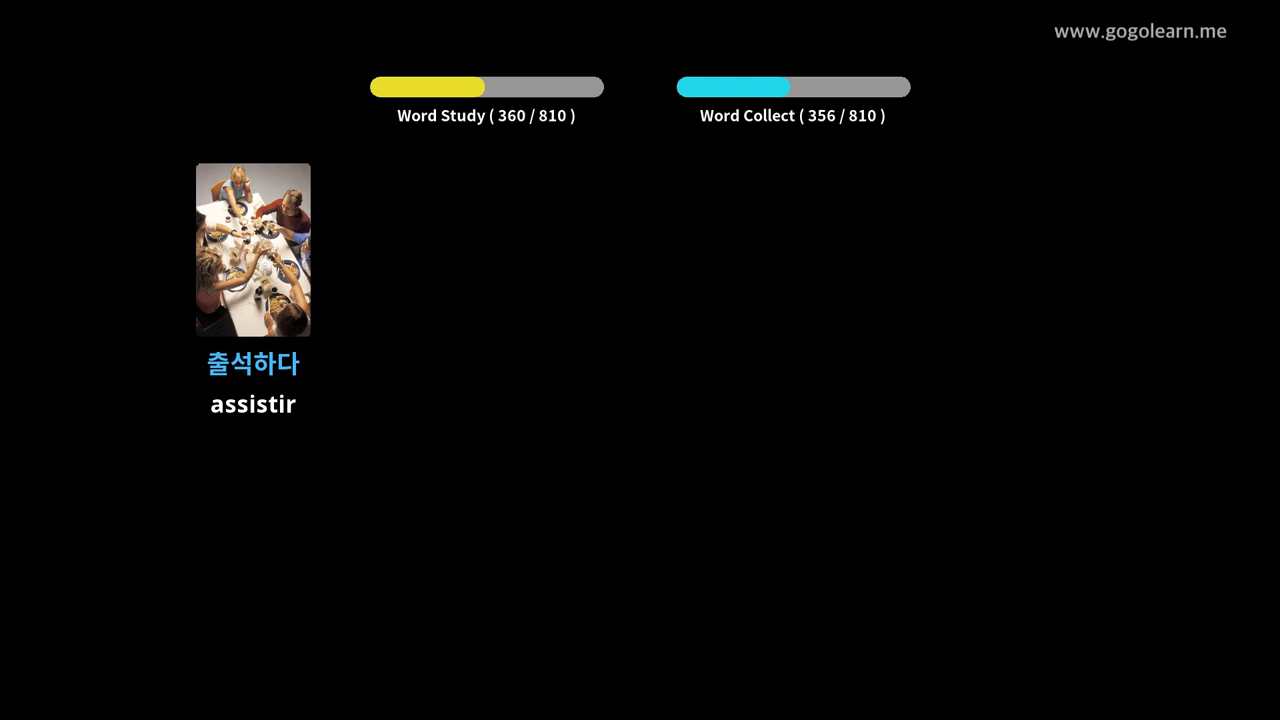 www.gogolearn.me
Word Study ( 360 / 810 )
Word Collect ( 356 / 810 )
출석하다
assistir